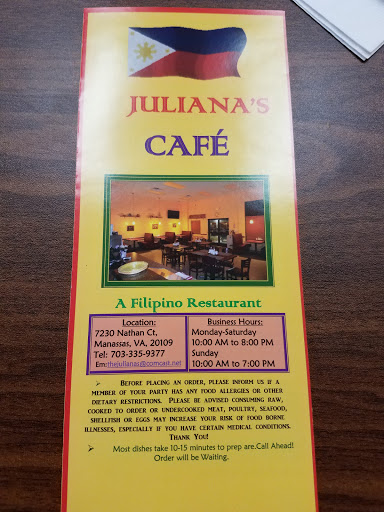 JULIANA'S
CAFÉ
A Filipino Restaurant
Location:
7230 Nathan Ct,
Manassas, VA, 20109
Tel: 703-335-9377
Em:thejulianas@comcast.net
Business Hours:
Monday-Saturday
10:00 AM to 8:00 PM
Sunday
10:00 AM to 7:00 PM
➢ BEFORE PLACING AN ORDER, PLEASE INFORM US IF A
MEMBER OF YOUR PARTY HAS ANY FOOD ALLERGIES OR OTHER
DIETARY RESTRICTIONS. PLEASE BE ADVISED CONSUMING RAW,
COOKED TO ORDER OR UNDERCOOKED MEAT, POULTRY, SEAFOOD,
SHELLFISH OR EGGS MAY INCREASE YOUR RISK OF FOOD BORNE
ILLNESSES, ESPECIALLY IF YOU HAVE CERTAIN MEDICAL CONDITIONS.
THANK YOU!
➢ Most dishes take 10-15 minutes to prep are.Call Ahead!
Order will be Waiting.